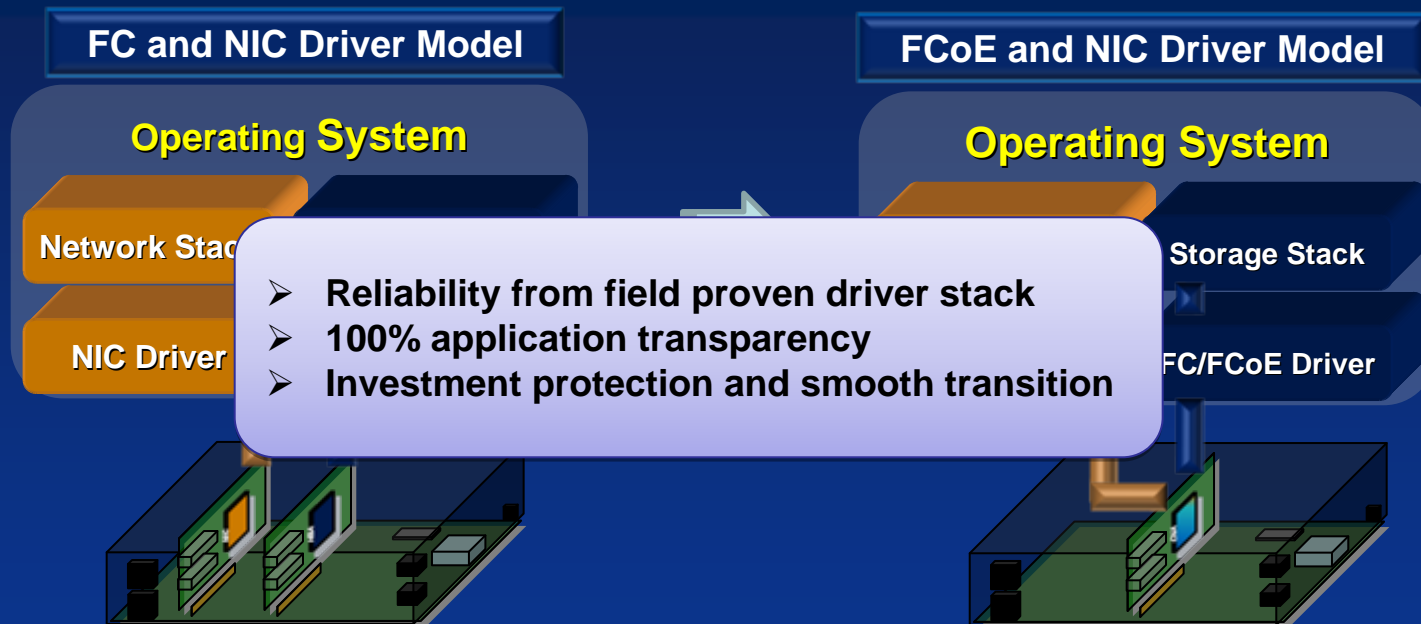 FC and NIC Driver Model
FCoE and NIC Driver Model
Operating System
Operating System
Network
Storage Stack
NIC Driver
FC/FCoE Driver
➢ Reliability from field proven driver stack
➢ 100% application transparency
➢ Investment protection and smooth transition